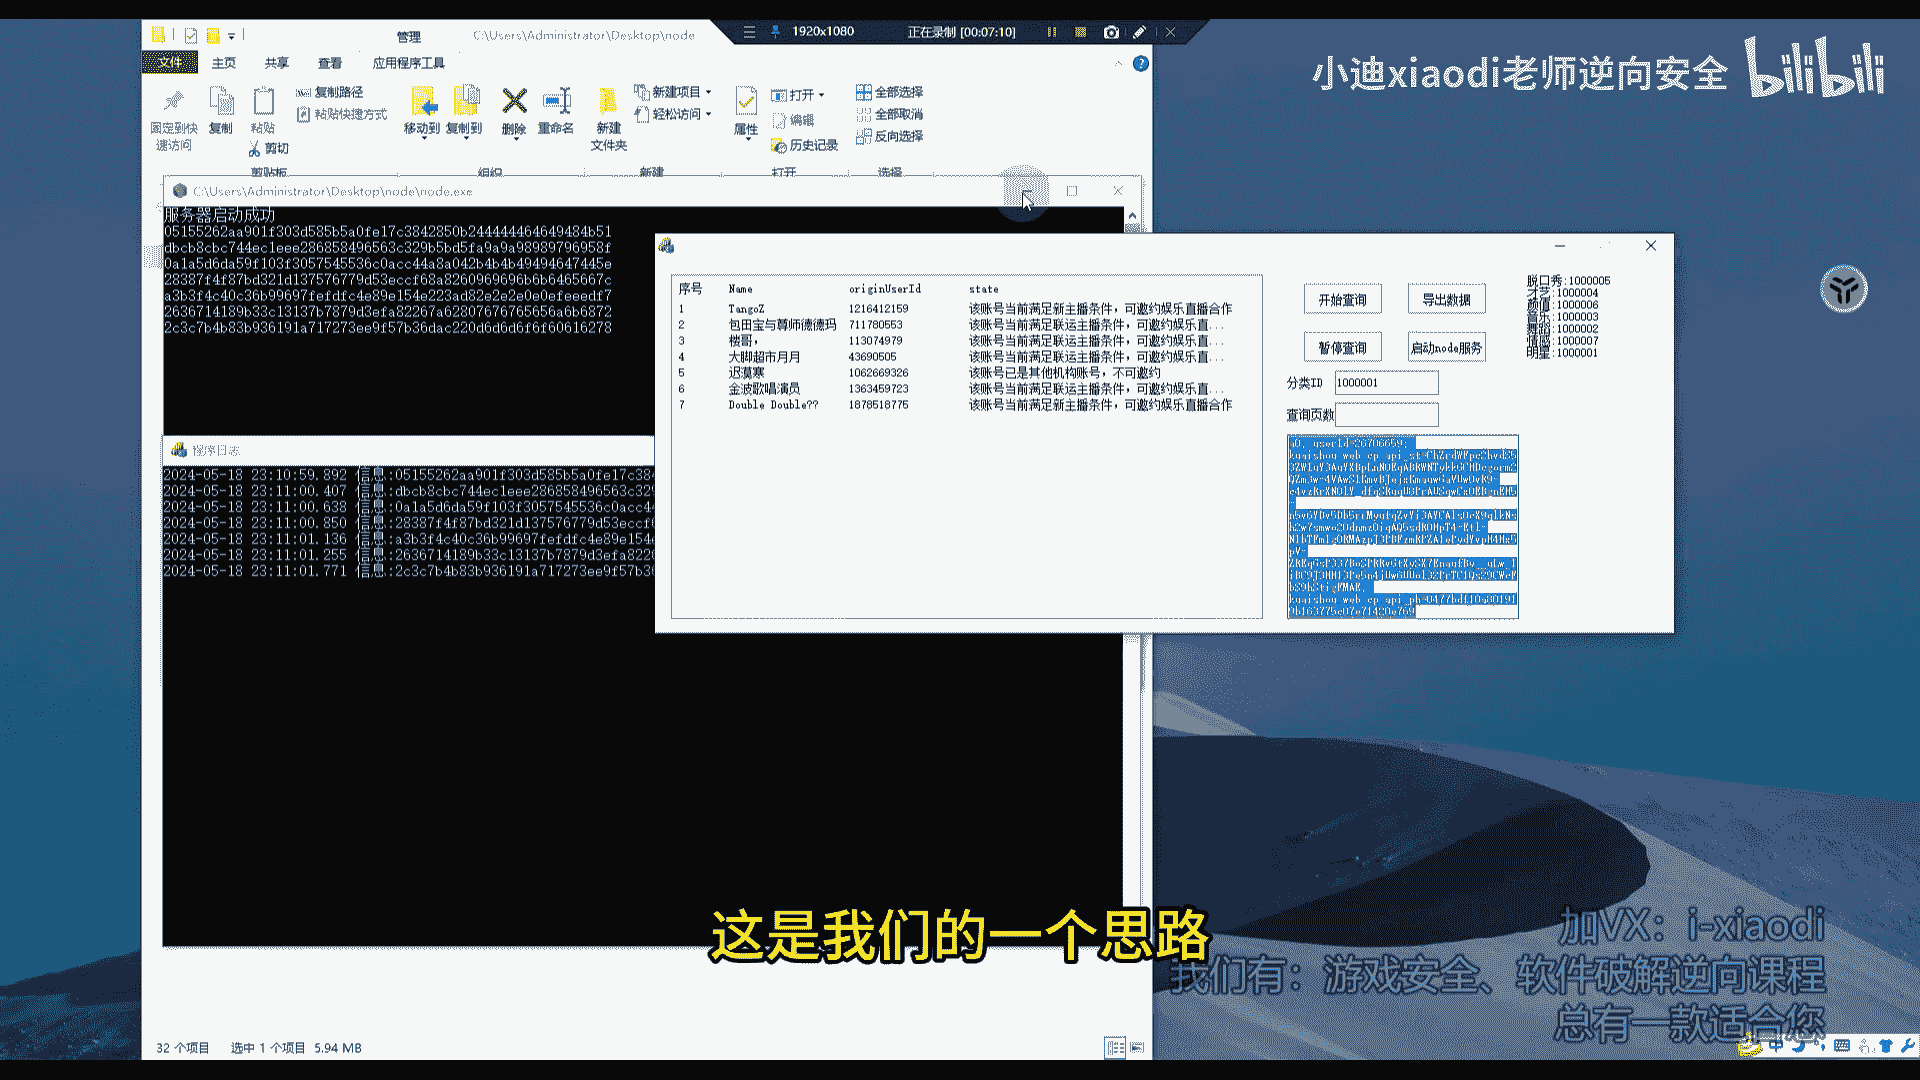 管理
C:\Users\Administrator\Desktop\node
1920x1080
正在录制 [00:07:10]
小迪xiaodi老师逆向安全
bilibili
文件 主页 共享 查看 应用程序工具
固定到快速访问
复制
粘贴
复制路径
粘贴快捷方式
剪切
移动到 复制到 删除 重命名
新建文件夹
新建项目
轻松访问
属性
打开
编辑
历史记录
全部选择
全部取消
反向选择
剪贴板 组织 新建 打开 选择
C:\Users\Administrator\Desktop\node\node.exe
服务器启动成功
05155262aa901f303d585b5a0fe17c3842850b244444464649484b51
dbcb8cbc744ec1eee286858496563c329b5bd5fa9a9a98989796958f
0a1a5d6da59f103f3057545536c0acc44a8a042b4b4b49494647445e
28387f4f87bd321d137576779d53eccf68a8260969696b6b6465667c
a3b3f4c40c36b99697fefdfc4e89e154e223ad82e2e2e0e0efeeedf7
2636714189b33c13137b7879d3efa82267a62807676765656a6b6872
2c3c7b4b83b936191a717273ee9f57b36dac220d6d6d6f6f60616278
序号 Name originUserId state
1 TangoZ 1216412159 该账号当前满足新主播条件，可邀约娱乐直播合作
2 包田宝与尊师德德玛 711780553 该账号当前满足联运主播条件，可邀约娱乐直...
3 楼哥， 113074979 该账号当前满足联运主播条件，可邀约娱乐直...
4 大脚超市月月 43690505 该账号当前满足联运主播条件，可邀约娱乐直...
5 迟漠寒 1062669326 该账号已是其他机构账号，不可邀约
6 金波歌唱演员 1363459723 该账号当前满足联运主播条件，可邀约娱乐直...
7 Double Double?? 1878518775 该账号当前满足新主播条件，可邀约娱乐直播合作
开始查询 导出数据
暂停查询 启动node服务
分类ID 1000001
查询页数
脱口秀:1000005
才艺:1000004
颜值:1000006
音乐:1000003
舞蹈:1000002
情感:1000007
明星:1000001
程序日志
2024-05-18 23:10:59.892 信息:05155262aa901f303d585b5a0fe17c384
2024-05-18 23:11:00.407 信息:dbcb8cbc744ec1eee286858496563c329
2024-05-18 23:11:00.638 信息:0a1a5d6da59f103f3057545536c0acc44
2024-05-18 23:11:00.850 信息:28387f4f87bd321d137576779d53eccf6
2024-05-18 23:11:01.136 信息:a3b3f4c40c36b99697fefdfc4e89e154e
2024-05-18 23:11:01.255 信息:2636714189b33c13137b7879d3efa8226
2024-05-18 23:11:01.771 信息:2c3c7b4b83b936191a717273ee9f57b36
这是我们的一个思路
加VX：i-xiaodi
我们有：游戏安全、软件破解逆向课程
总有一款适合您
32 个项目 选中 1 个项目 5.94 MB
中